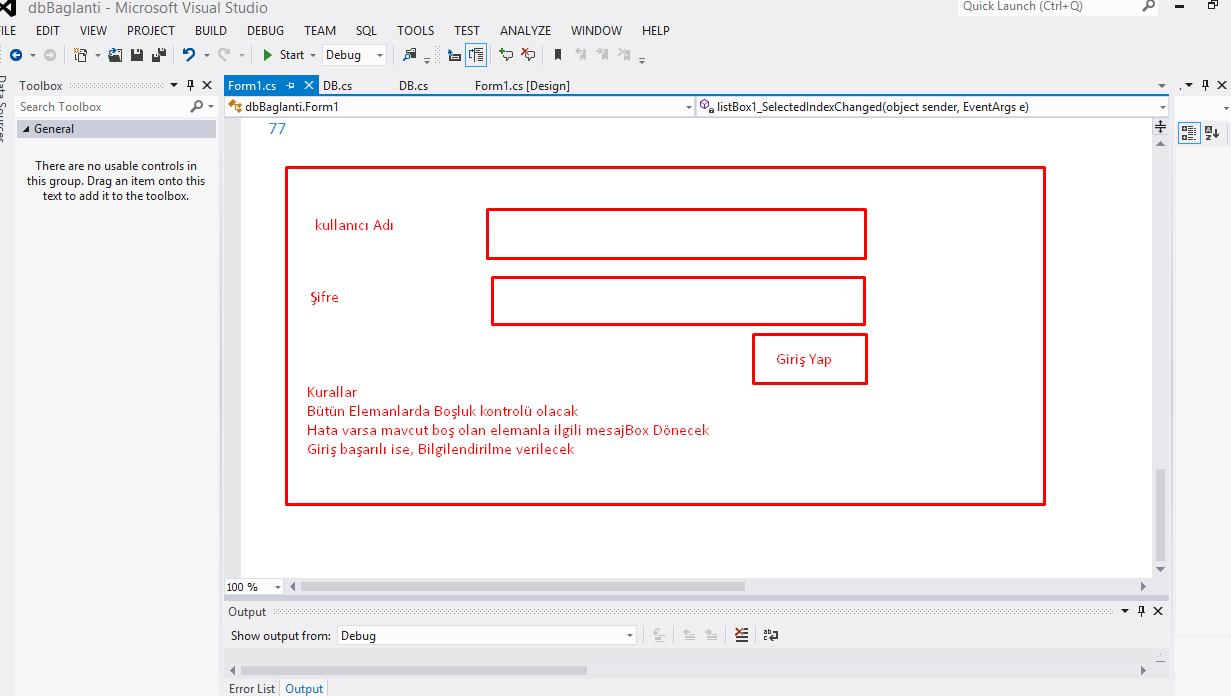 dbBaglanti - Microsoft Visual Studio
Quick Launch (Ctrl+Q)
ILE EDIT VIEW PROJECT BUILD DEBUG TEAM SQL TOOLS TEST ANALYZE WINDOW HELP
Start Debug
Data Sources
Toolbox
Form1.cs DB.cs DB.cs Form1.cs [Design]
Search Toolbox
dbBaglanti.Form1
listBox1_SelectedIndexChanged(object sender, EventArgs e)
General
There are no usable controls in
this group. Drag an item onto this
text to add it to the toolbox.
77
kullanıcı Adı
Şifre
Giriş Yap
Kurallar
Bütün Elemanlarda Boşluk kontrolü olacak
Hata varsa mavcut boş olan elemanla ilgili mesajBox Dönecek
Giriş başarılı ise, Bilgilendirilme verilecek
100 %
Output
Show output from: Debug
Error List Output